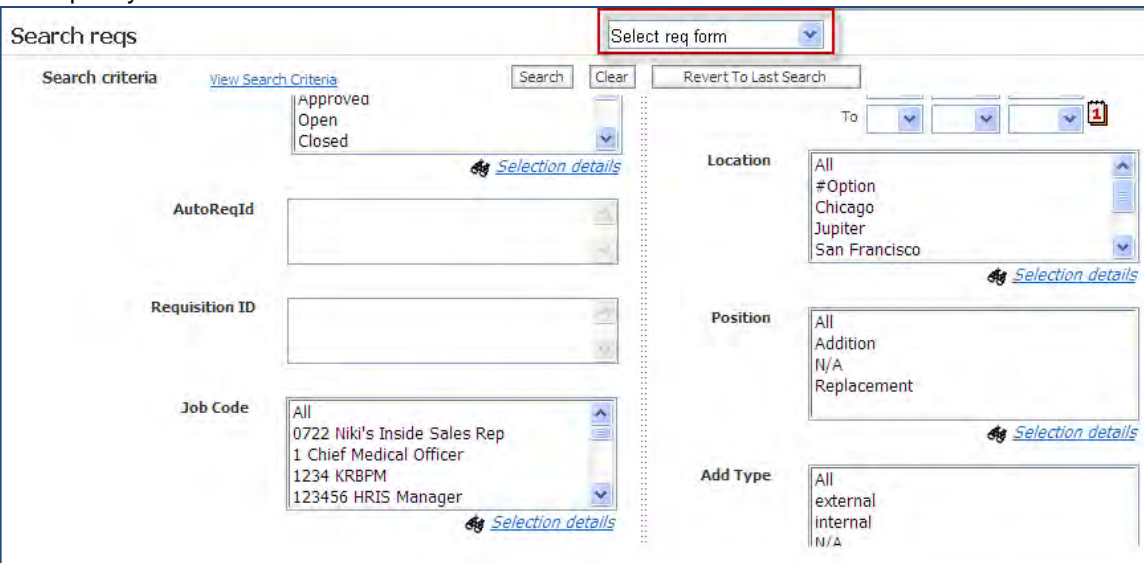 Search reqs
Select req form
Search criteria
View Search Criteria
Search
Clear
Revert To Last Search
Approved
Open
Closed
Selection details
AutoReqId
Requisition ID
Job Code
All
0722 Niki's Inside Sales Rep
1 Chief Medical Officer
1234 KRBPM
123456 HRIS Manager
Selection details
To
1
Location
All
#Option
Chicago
Jupiter
San Francisco
Selection details
Position
All
Addition
N/A
Replacement
Selection details
Add Type
All
external
internal
N/A